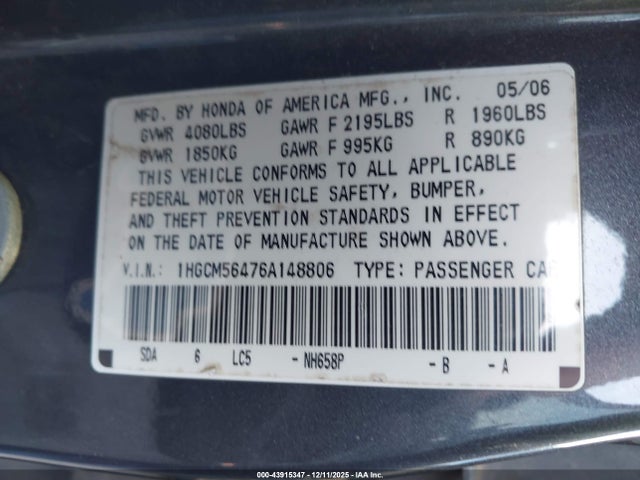 MFD. BY HONDA OF AMERICA MFG., INC. 05/06
GVWR 4080LBS GAWR F 2195LBS R 1960LBS
GVWR 1850KG GAWR F 995KG R 890KG
THIS VEHICLE CONFORMS TO ALL APPLICABLE
FEDERAL MOTOR VEHICLE SAFETY, BUMPER,
AND THEFT PREVENTION STANDARDS IN EFFECT
ON THE DATE OF MANUFACTURE SHOWN ABOVE.
V.I.N.: 1HGCM56476A148806 TYPE: PASSENGER CA
SDA 6 LC5 - NH658P - B - A
000-43915347 - 12/11/2025 - IAA Inc.